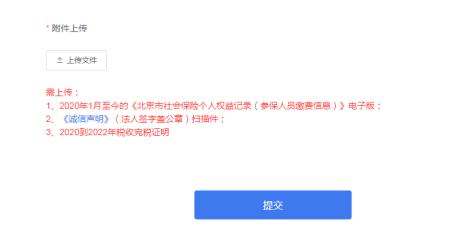 * 附件上传
上传文件
需上传：
1、2020年1月至今的《北京市社会保险个人权益记录（参保人员缴费信息）》电子版；
2、《诚信声明》（法人签字盖公章）扫描件；
3、2020到2022年税收完税证明
提交